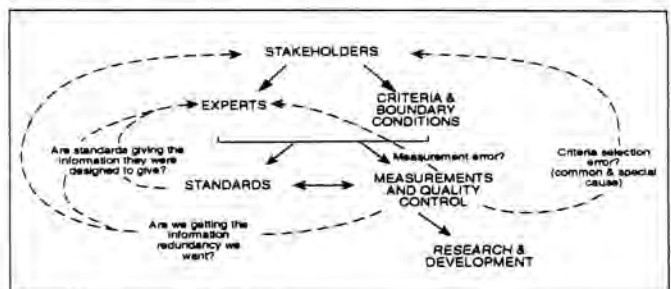 STAKEHOLDERS
EXPERTS
CRITERIA &
BOUNDARY
CONDITIONS
Are standards giving the
information they were
designed to give?
Measurement error?
Criteria selection
error?
(common & special
cause)
STANDARDS
MEASUREMENTS
AND QUALITY
CONTROL
Are we getting the
information
redundancy we
want?
RESEARCH &
DEVELOPMENT